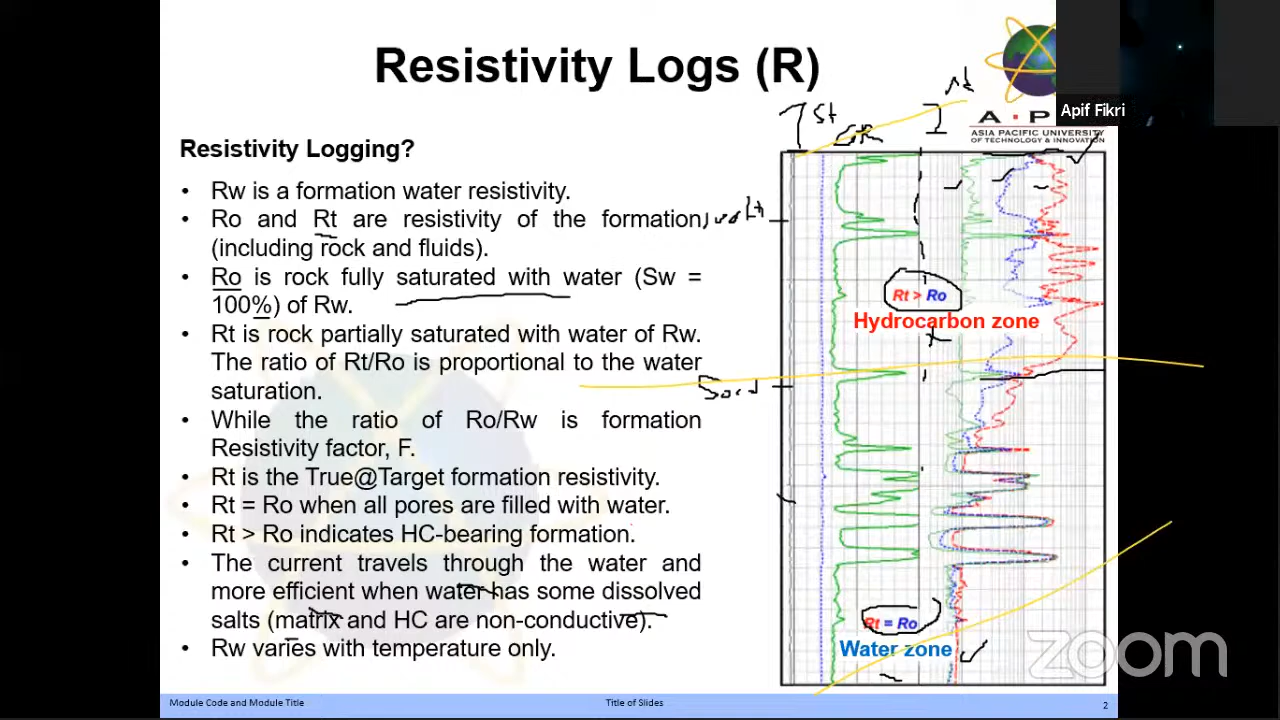 Resistivity Logs (R)
Apif Fikri
A · P
ASIA PACIFIC UNIVERSITY
OF TECHNOLOGY & INNOVATION
Resistivity Logging?
• Rw is a formation water resistivity.
• Ro and Rt are resistivity of the formation
(including rock and fluids).
• Ro is rock fully saturated with water (Sw =
100%) of Rw.
• Rt is rock partially saturated with water of Rw.
The ratio of Rt/Ro is proportional to the water
saturation.
• While the ratio of Ro/Rw is formation
Resistivity factor, F.
• Rt is the True@Target formation resistivity.
• Rt = Ro when all pores are filled with water.
• Rt > Ro indicates HC-bearing formation.
• The current travels through the water and
more efficient when water has some dissolved
salts (matrix and HC are non-conductive).
• Rw varies with temperature only.
GR
Rt > Ro
Hydrocarbon zone
Rt = Ro
Water zone
zoom
Module Code and Module Title
Title of Slides
2